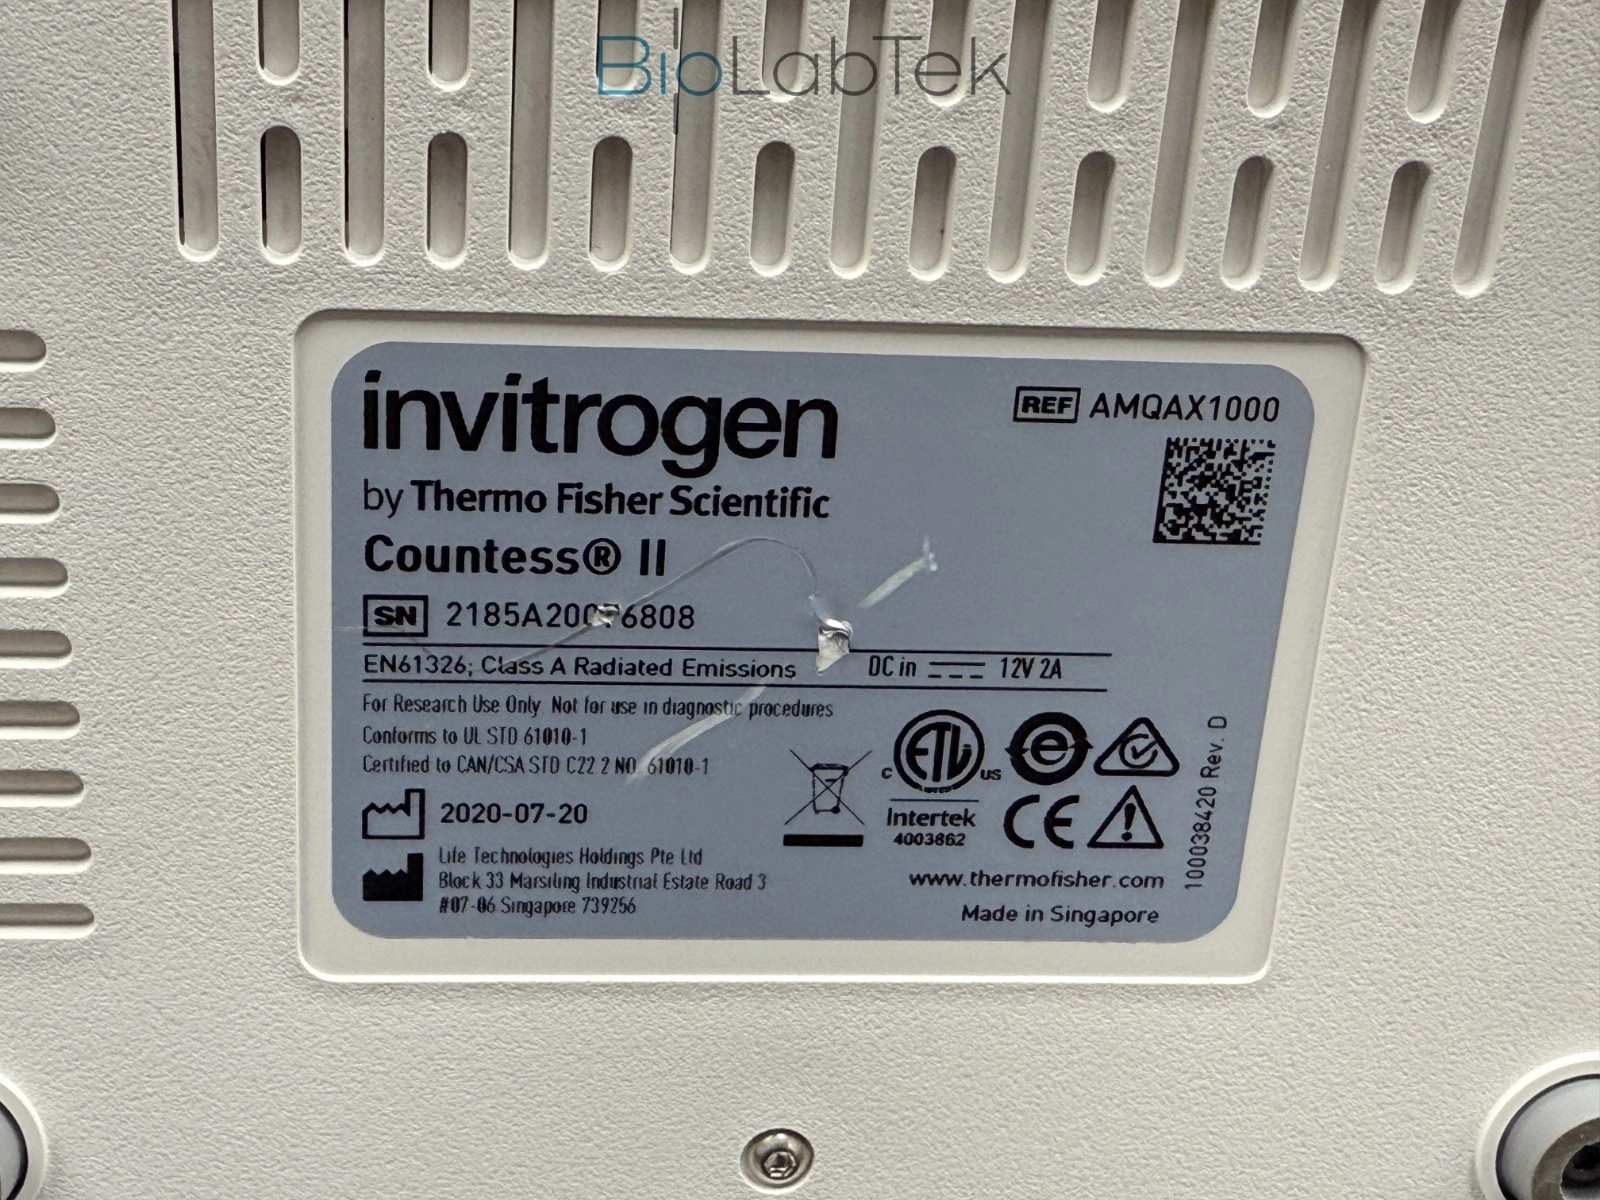 BioLabTek
invitrogen
by Thermo Fisher Scientific
Countess® II
REF AMQAX1000
SN
EN61326; Class A Radiated Emissions
DC in 12V 2A
For Research Use Only. Not for use in diagnostic procedures
Conforms to UL STD 61010-1
Certified to CAN/CSA STD C22 2 NO. 61010-1
2020-07-20
Life Technologies Holdings Pte Ltd
Block 33 Marsiling Industrial Estate Road 3
#07-06 Singapore 739256
ETL
LISTED
C US
Intertek
4003862
e
CE
www.thermofisher.com
Made in Singapore
100038420 Rev. D